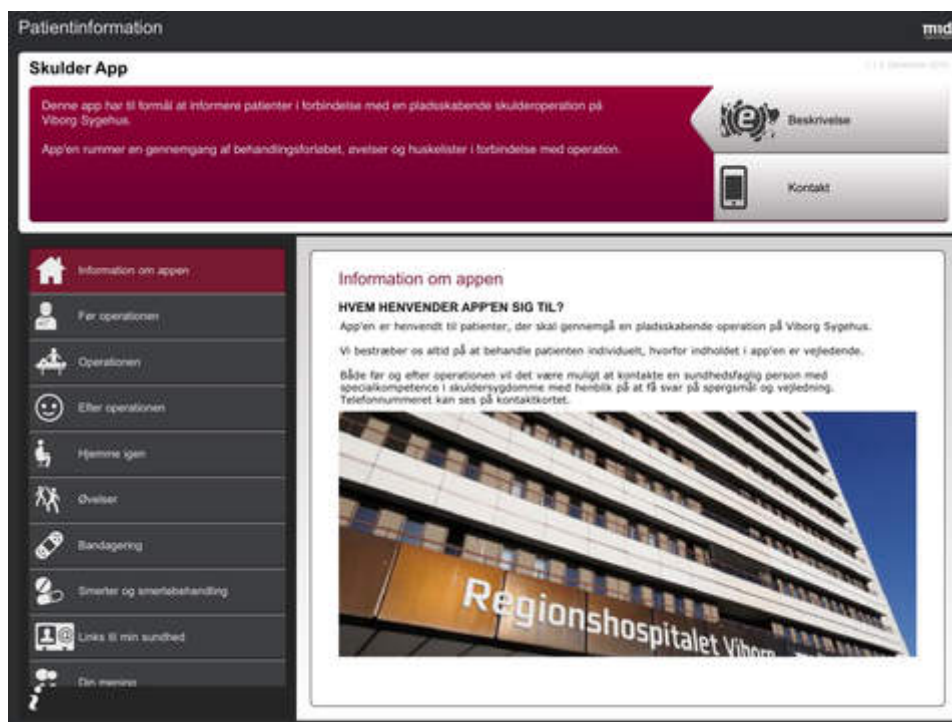 Patientinformation
mid
Skulder App
Denne app har til formål at informere patienter i forbindelse med en pladsskabende skulderoperation på
Viborg Sygehus.
App'en rummer en gennemgang af behandlingsforløbet, øvelser og huskelister i forbindelse med operation.
Beskrivelse
Kontakt
Information om appen
Før operationen
Operationen
Efter operationen
Hjemme igen
Øvelser
Bandagering
Smerter og smertebehandling
Links til min sundhed
Din mening
Information om appen
HVEM HENVENDER APP'EN SIG TIL?
App'en er henvendt til patienter, der skal gennemgå en pladsskabende operation på Viborg Sygehus.
Vi bestræber os altid på at behandle patienten individuelt, hvorfor indholdet i app'en er vejledende.
Både før og efter operationen vil det være muligt at kontakte en sundhedsfaglig person med
specialkompetence i skuldersygdomme med henblik på at få svar på spørgsmål og vejledning.
Telefonnummeret kan ses på kontaktkortet.
Regionshospitalet Viborg